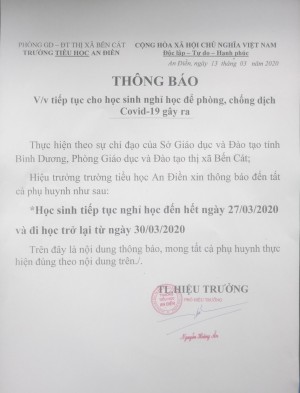 PHÒNG GD – ĐT THỊ XÃ BẾN CÁT
TRƯỜNG TIỂU HỌC AN ĐIỀN
CỘNG HÒA XÃ HỘI CHỦ NGHĨA VIỆT NAM
Độc lập – Tự do – Hạnh phúc
An Điền, ngày 13 tháng 03 năm 2020
THÔNG BÁO
V/v tiếp tục cho học sinh nghỉ học để phòng, chống dịch
Covid-19 gây ra
Thực hiện theo sự chỉ đạo của Sở Giáo dục và Đào tạo tỉnh
Bình Dương, Phòng Giáo dục và Đào tạo thị xã Bến Cát;
Hiệu trưởng trường tiểu học An Điền xin thông báo đến tất
cả phụ huynh như sau:
*Học sinh tiếp tục nghỉ học đến hết ngày 27/03/2020
và đi học trở lại từ ngày 30/03/2020
Trên đây là nội dung thông báo, mong tất cả phụ huynh thực
hiện đúng theo nội dung trên./.
TL.HIỆU TRƯỞNG
PHÓ HIỆU TRƯỞNG